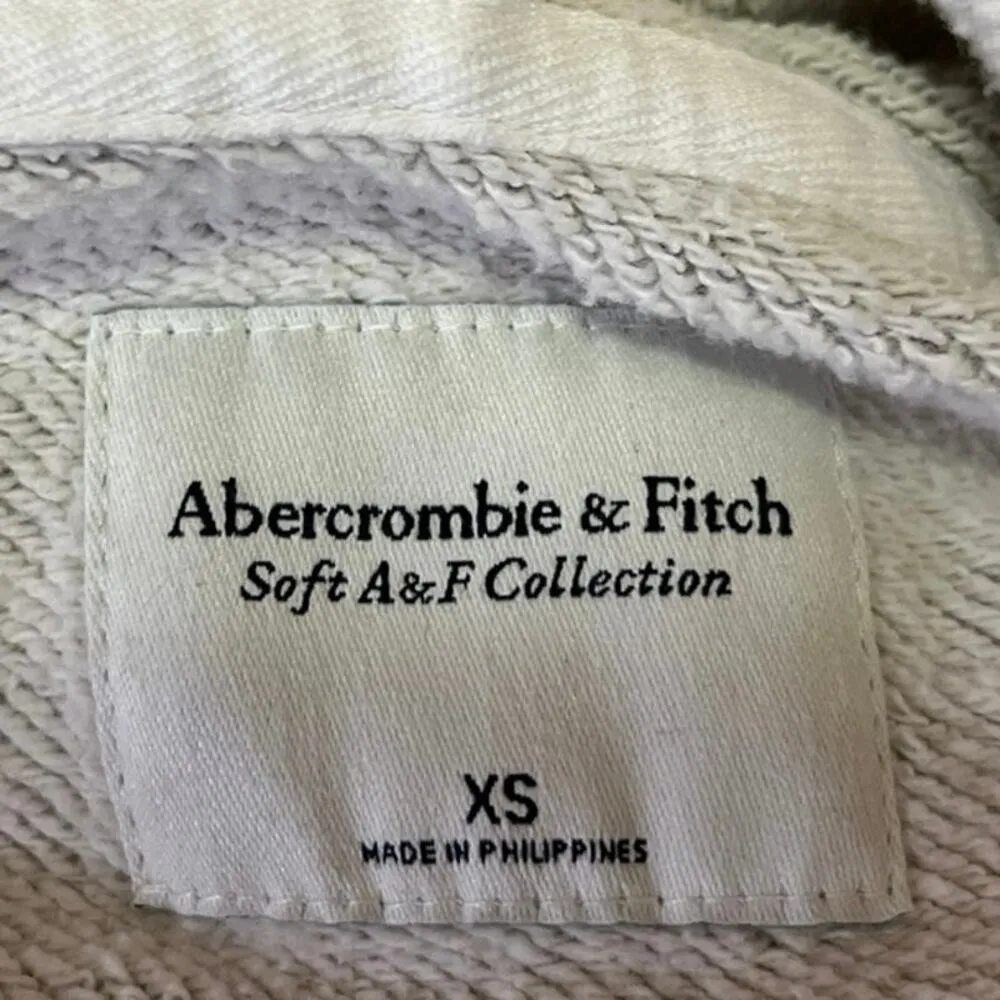 Abercrombie & Fitch
Soft A&F Collection
XS
MADE IN PHILIPPINES